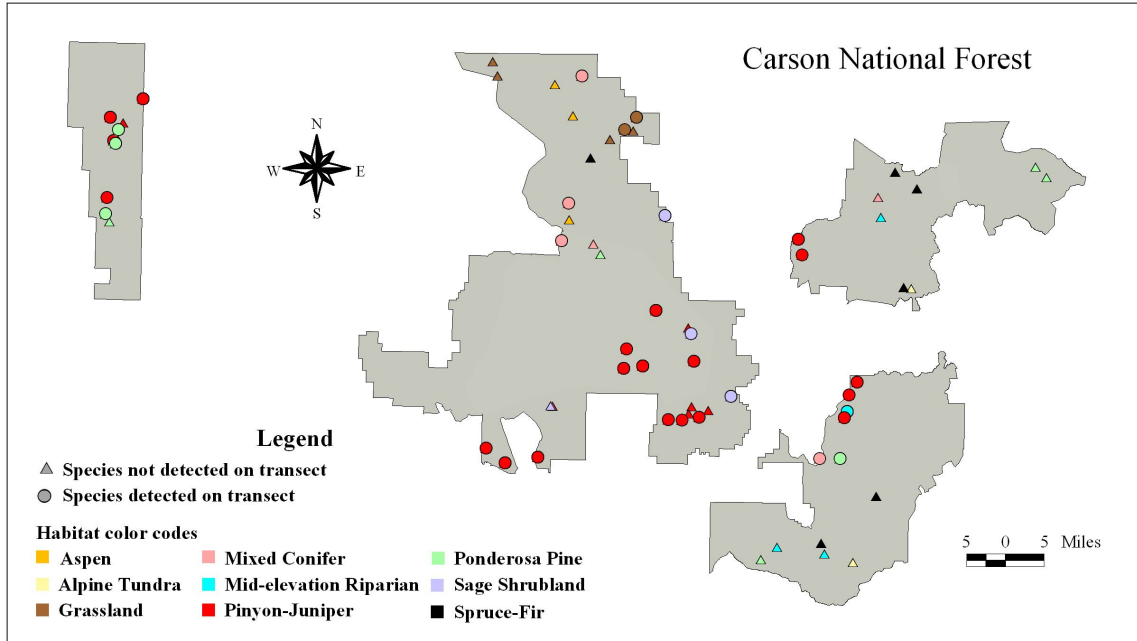 Carson National Forest
N
W E
S
Legend
Species not detected on transect
Species detected on transect
Habitat color codes
Aspen Mixed Conifer Ponderosa Pine
Alpine Tundra Mid-elevation Riparian Sage Shrubland
Grassland Pinyon-Juniper Spruce-Fir
5 0 5 Miles